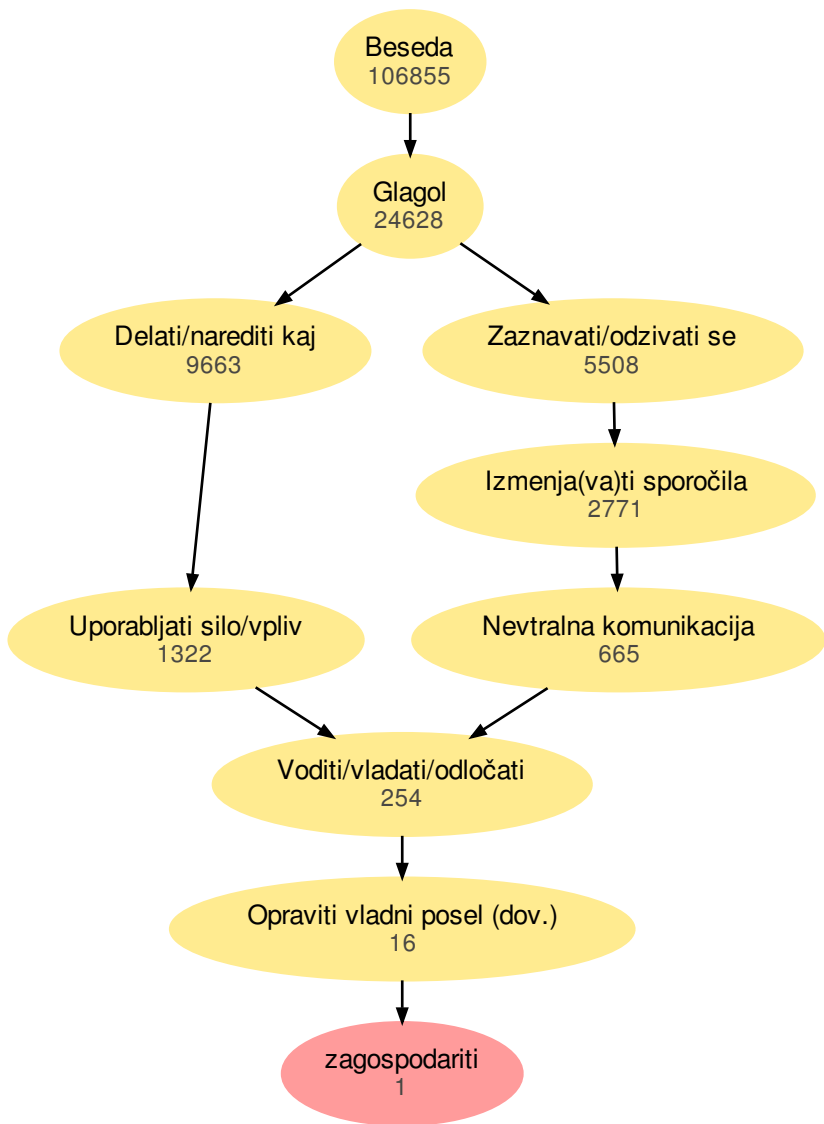 Beseda
106855
Glagol
24628
Delati/narediti kaj
9663
Zaznavati/odzivati se
5508
Izmenja(va)ti sporočila
2771
Uporabljati silo/vpliv
1322
Nevtralna komunikacija
665
Voditi/vladati/odločati
254
Opraviti vladni posel (dov.)
16
zagospodariti
1